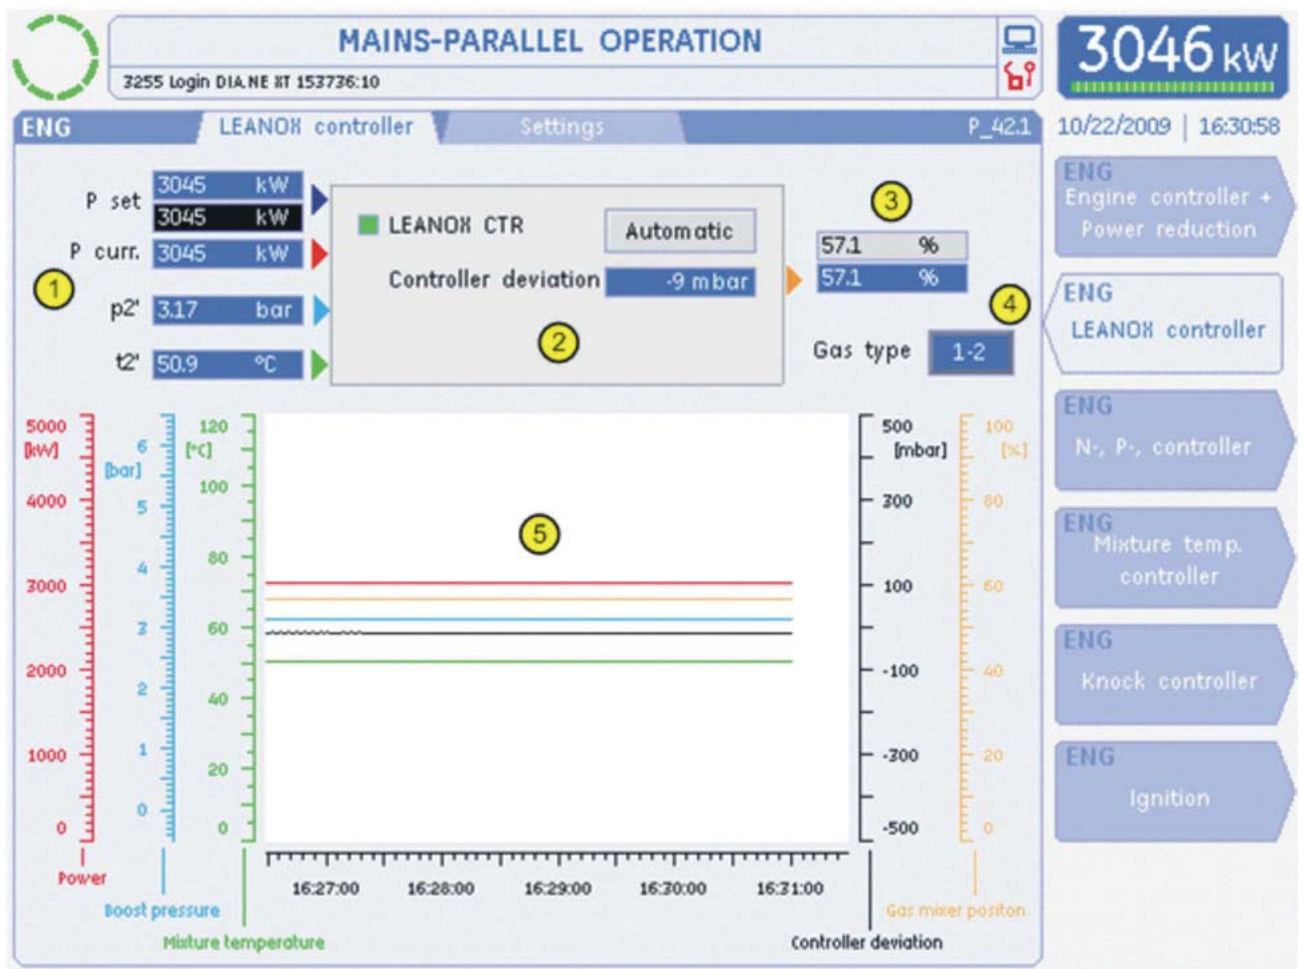 MAINS-PARALLEL OPERATION
3255 Login DIA.NE XT 153736:10
3046 kW
ENG LEANOX controller Settings P_42.1
10/22/2009 | 16:30:58
P set 3045 kW
3045 kW
P curr. 3045 kW
p2' 3.17 bar
t2' 50.9 °C
1
LEANOX CTR Automatic
Controller deviation -9 mbar
2
3
57.1 %
57.1 %
4
Gas type 1-2
ENG
Engine controller +
Power reduction
ENG
LEANOX controller
ENG
N-, P-, controller
ENG
Mixture temp.
controller
ENG
Knock controller
ENG
Ignition
5000
[kW]
4000
3000
2000
1000
0
Power
6
[bar]
5
4
3
2
1
0
Boost pressure
120
[°C]
100
80
60
40
20
0
Mixture temperature
5
500
[mbar]
300
100
-100
-300
-500
Controller deviation
100
[%]
80
60
40
20
0
Gas mixer positon
16:27:00 16:28:00 16:29:00 16:30:00 16:31:00